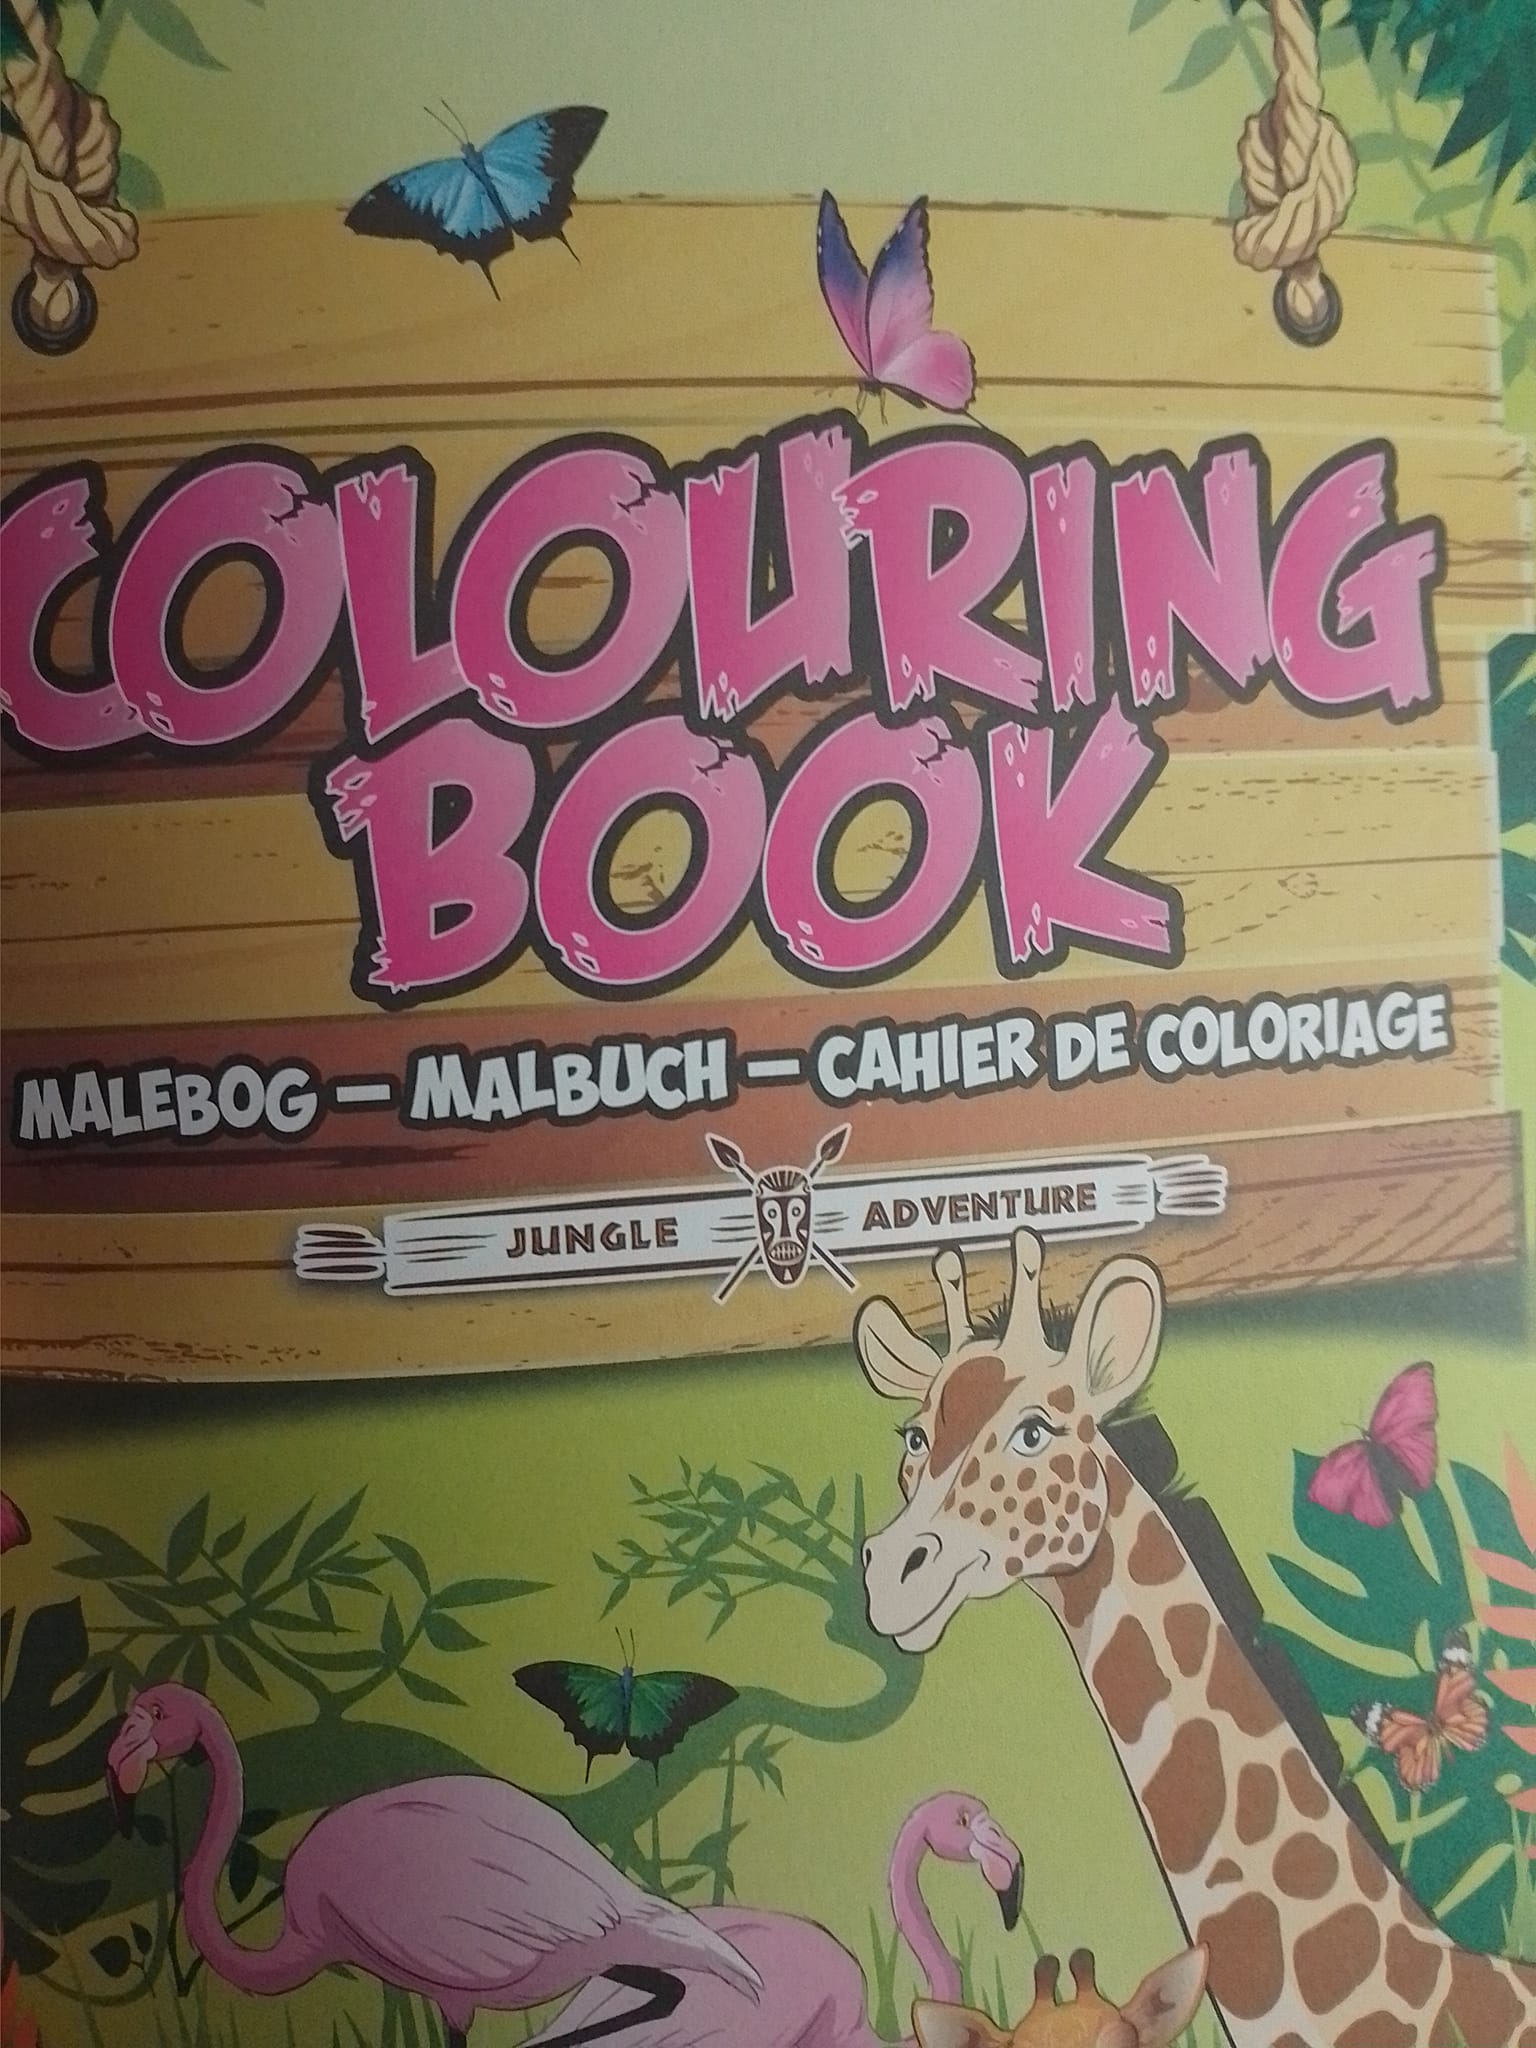 COLOURING
BOOK
MALEBOG – MALBUCH – CAHIER DE COLORIAGE
JUNGLE ADVENTURE